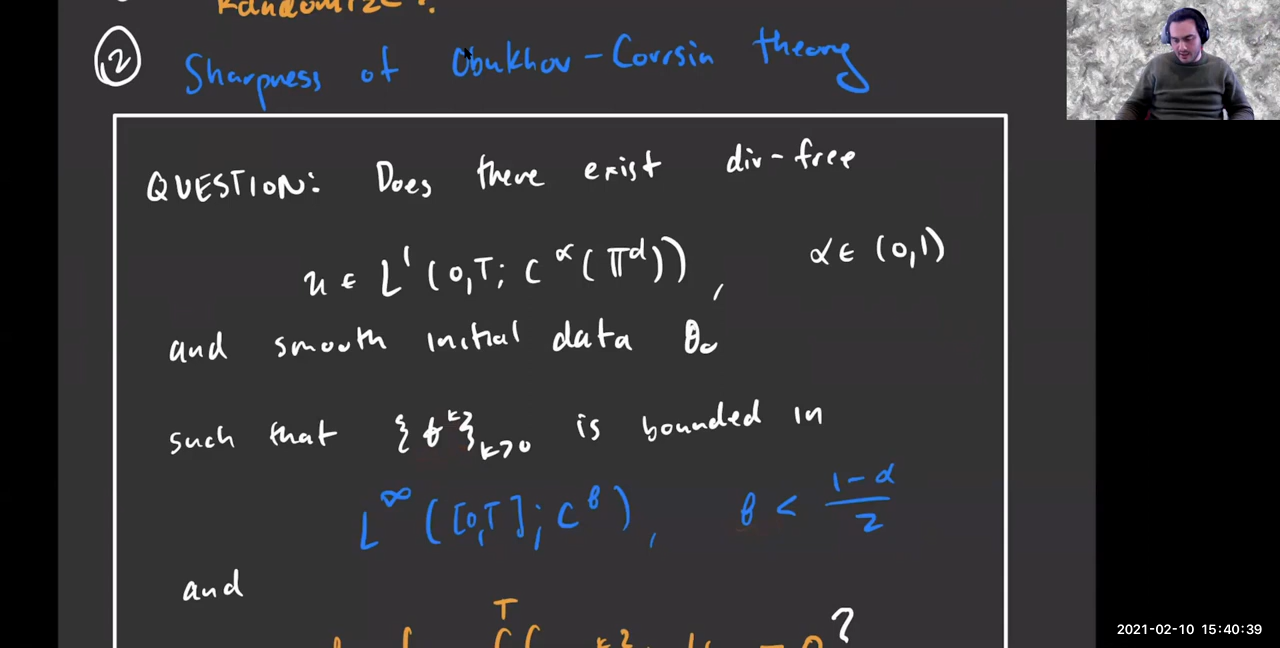 Randomize?
② Sharpness of Obukhov-Corrsin theory
QUESTION: Does there exist div-free
u ∈ L¹(0,T; C^α(𝕋^d)), α ∈ (0,1)
and smooth initial data θ₀
such that {θ^κ}_{κ>0} is bounded in
L^∞([0,T]; C^β), β < (1-α)/2
and
?
2021-02-10 15:40:39